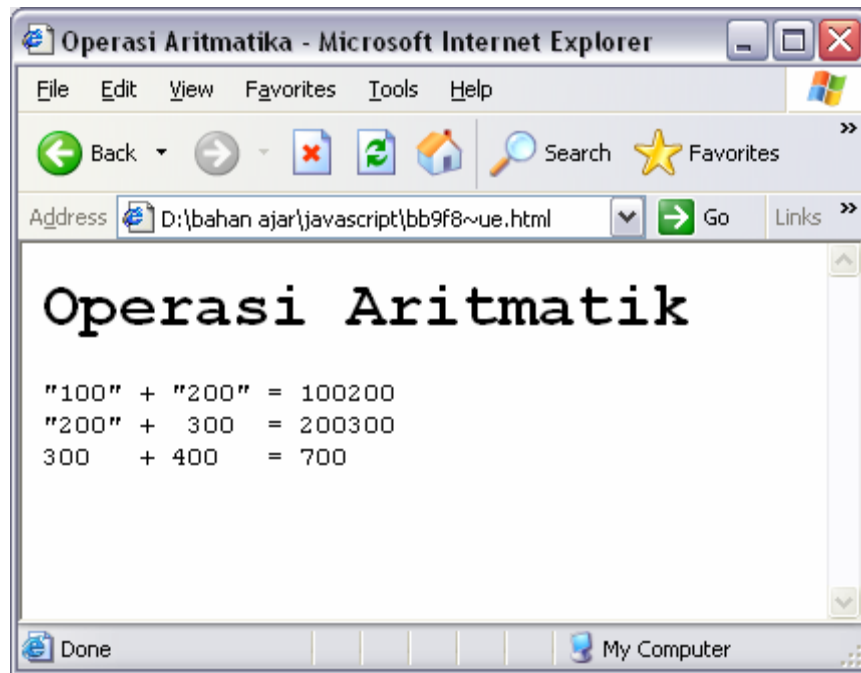 Operasi Aritmatika - Microsoft Internet Explorer
File Edit View Favorites Tools Help
Back Search Favorites »
Address D:\bahan ajar\javascript\bb9f8~ue.html Go Links »
Operasi Aritmatik
"100" + "200" = 100200
"200" +  300  = 200300
300   + 400   = 700
Done My Computer